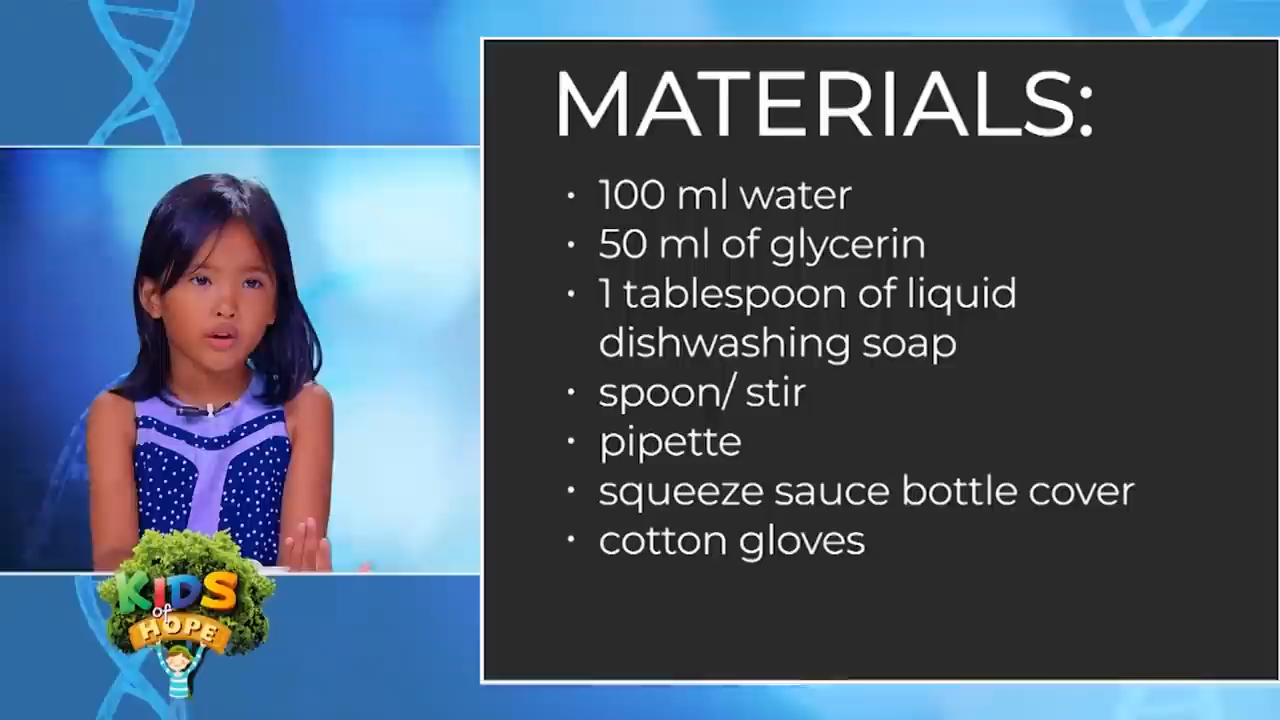 MATERIALS:
· 100 ml water
· 50 ml of glycerin
· 1 tablespoon of liquid
dishwashing soap
· spoon/ stir
· pipette
· squeeze sauce bottle cover
· cotton gloves
KIDS
of
HOPE